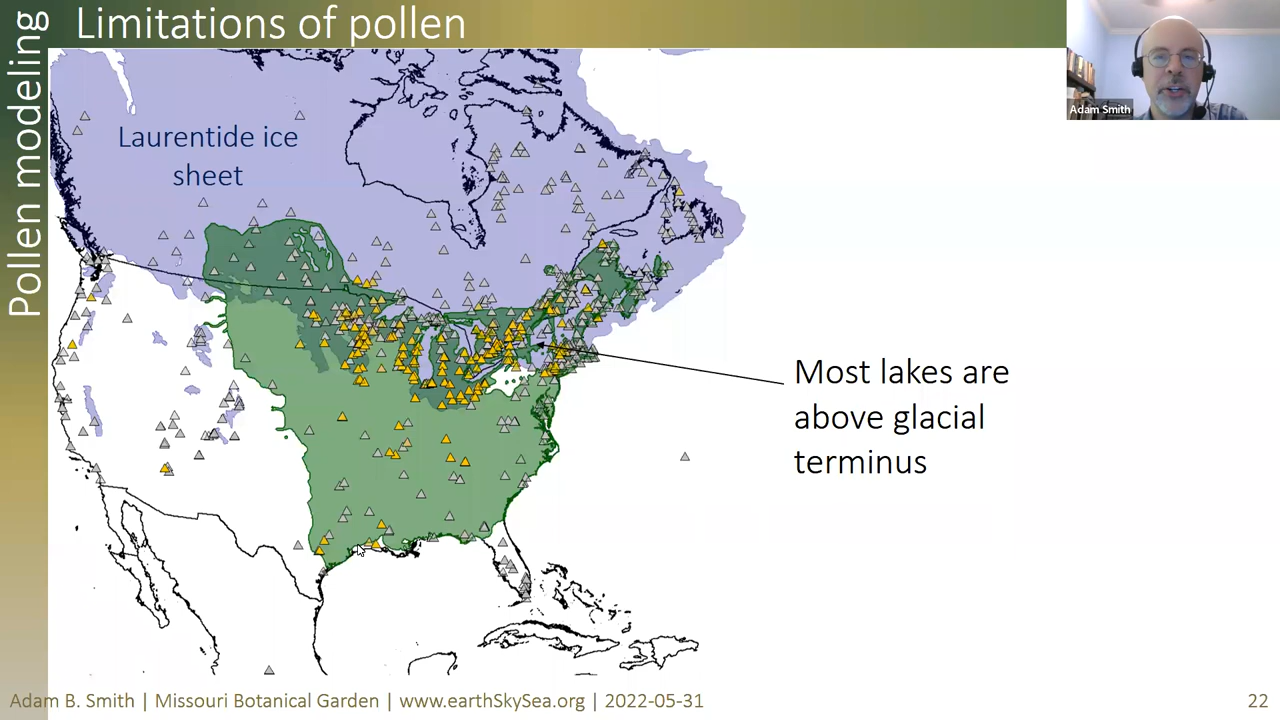 Limitations of pollen
Pollen modeling
Adam Smith
Laurentide ice
sheet
Most lakes are
above glacial
terminus
Adam B. Smith | Missouri Botanical Garden | www.earthSkySea.org | 2022-05-31
22